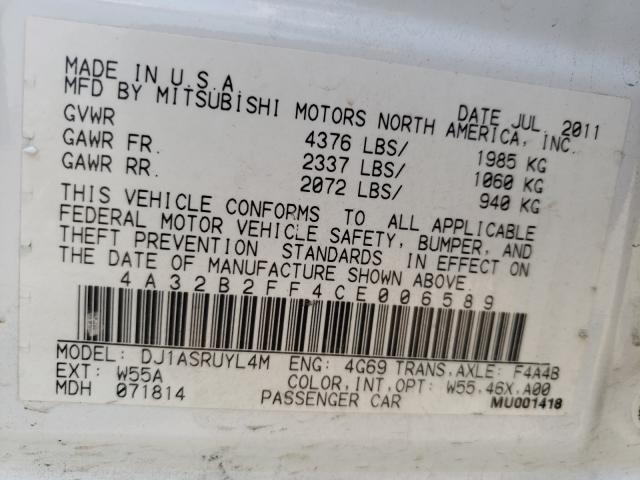 MADE IN U.S.A. DATE JUL. 2011
MFD BY MITSUBISHI MOTORS NORTH AMERICA, INC.
GVWR 4376 LBS/ 1985 KG
GAWR FR. 2337 LBS/ 1060 KG
GAWR RR. 2072 LBS/ 940 KG
THIS VEHICLE CONFORMS TO ALL APPLICABLE
FEDERAL MOTOR VEHICLE SAFETY, BUMPER, AND
THEFT PREVENTION STANDARDS IN EFFECT ON
THE DATE OF MANUFACTURE SHOWN ABOVE.
4A32B2FF4CE006589
MODEL: DJ1ASRUYL4M ENG: 4G69 TRANS,AXLE: F4A4B
EXT: W55A COLOR,INT,OPT: W55.46X.A00
MDH 071814 PASSENGER CAR MU001418